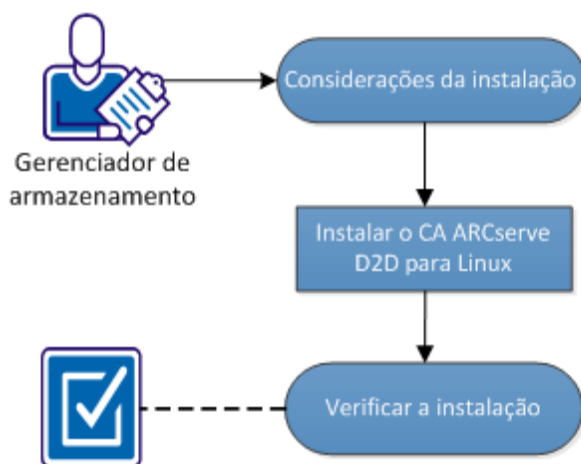 Considerações da instalação
Gerenciador de
armazenamento
Instalar o CA ARCserve
D2D para Linux
Verificar a instalação